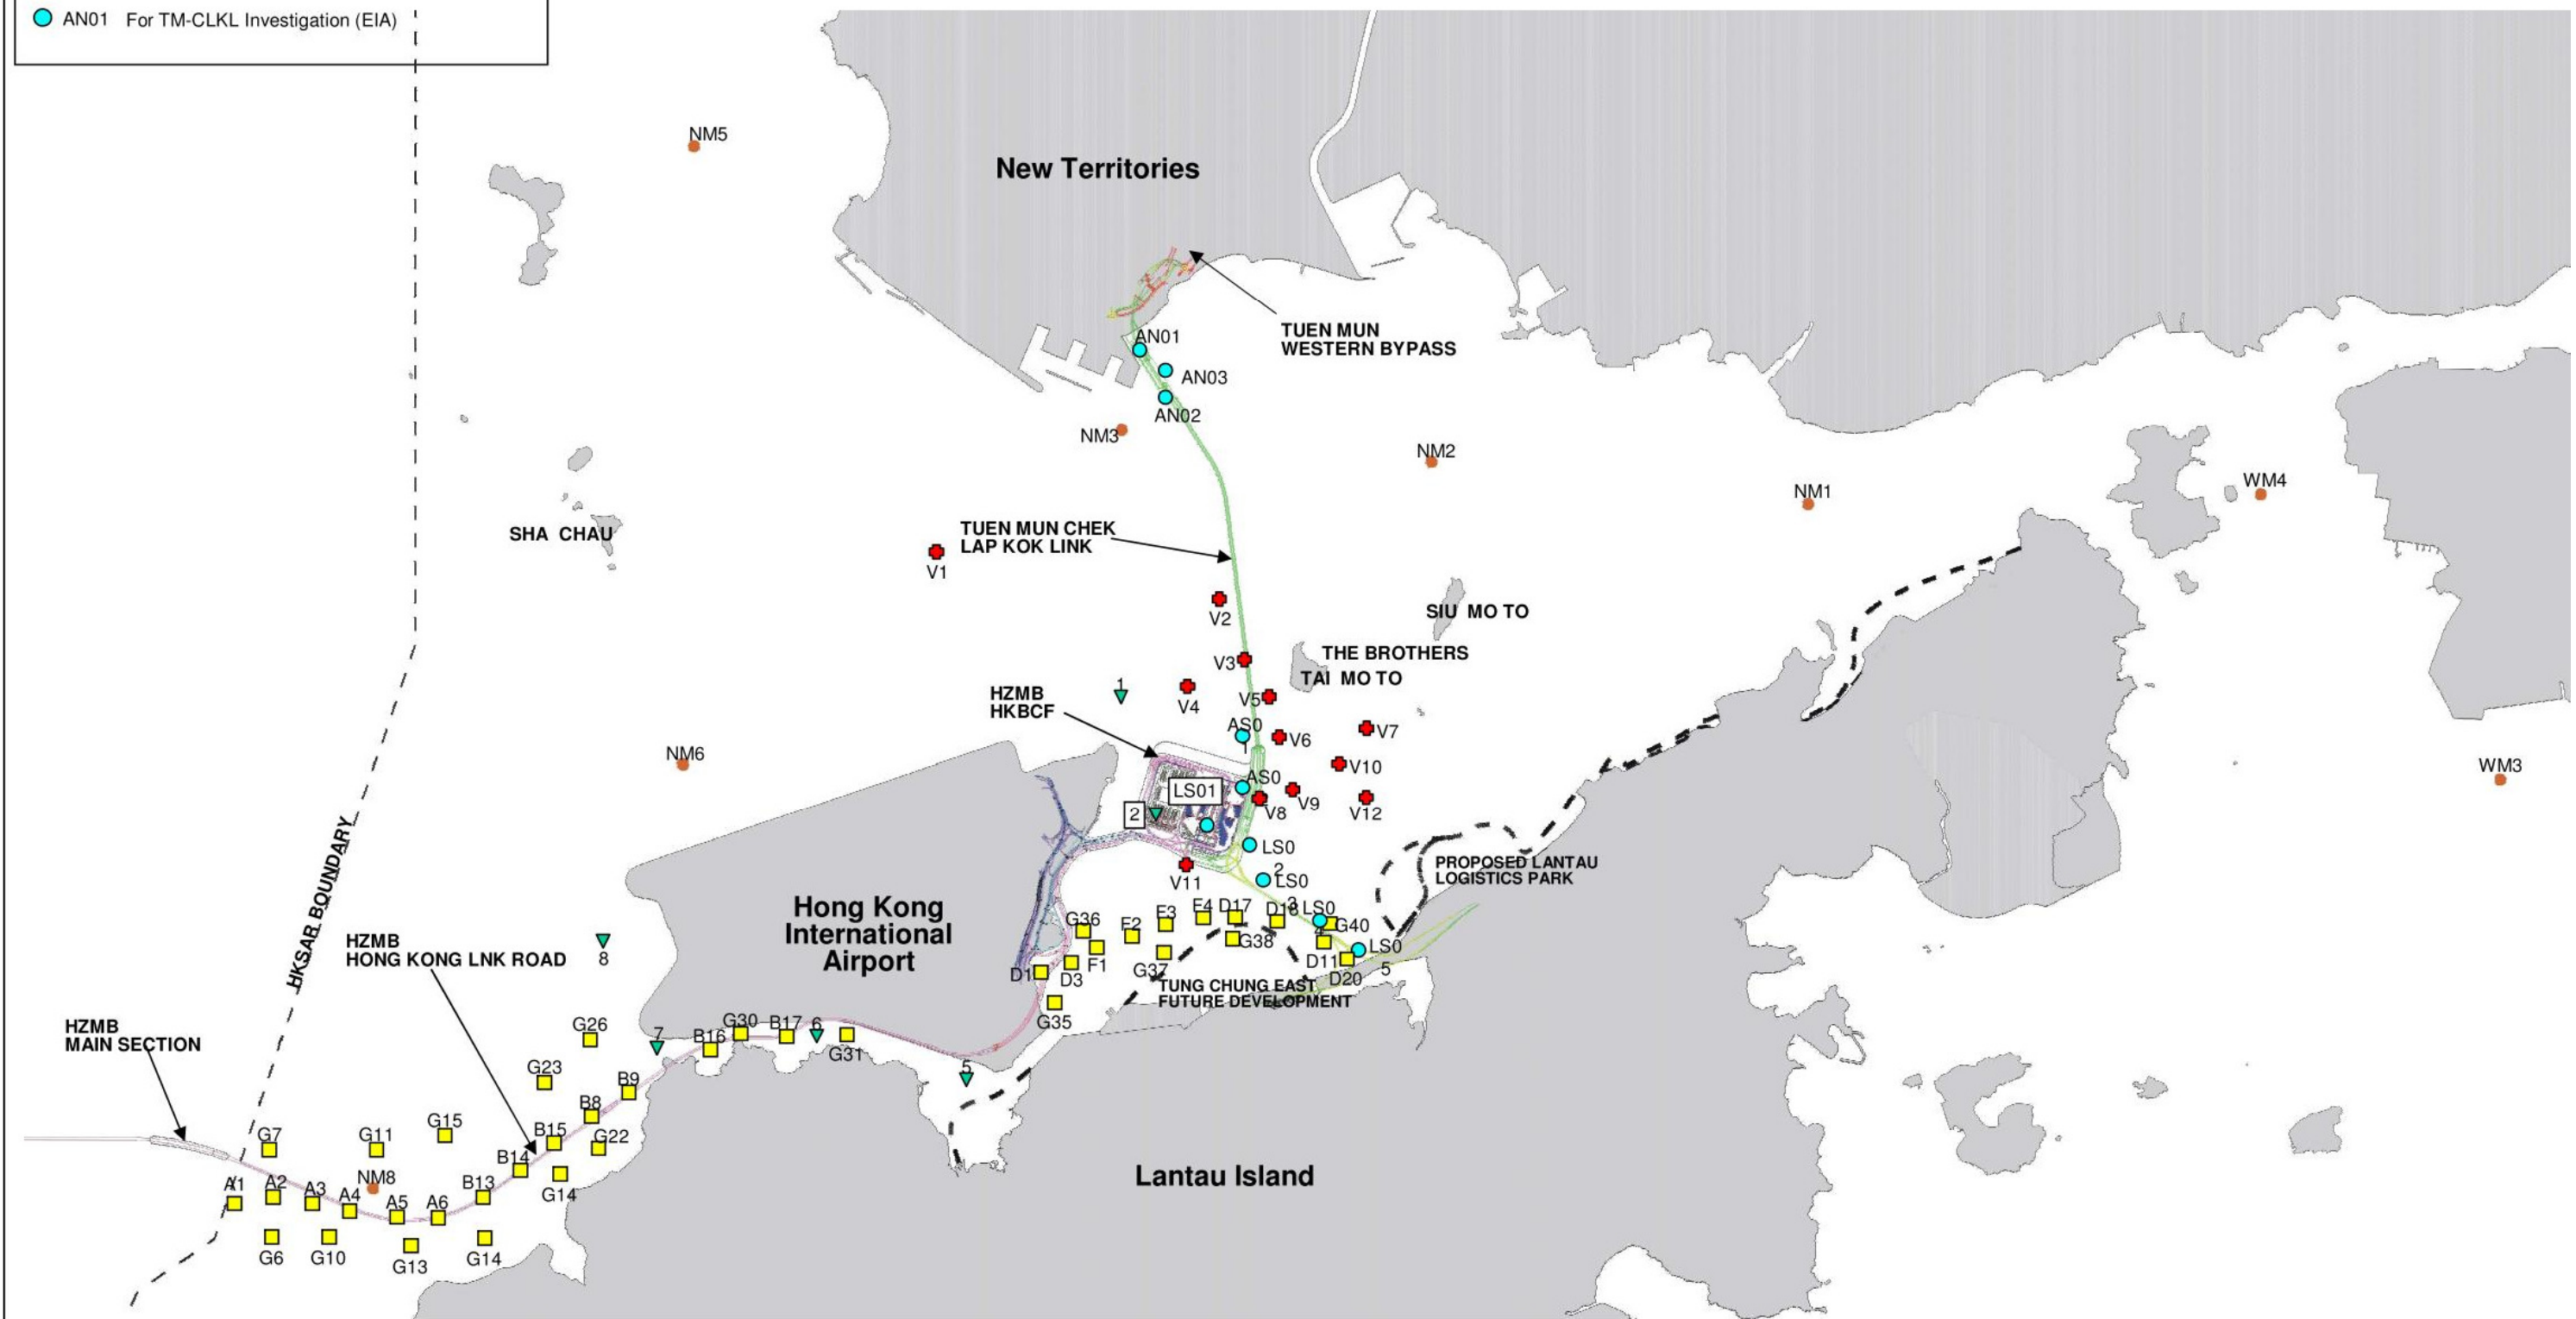 AN01 For TM-CLKL Investigation (EIA)
NM5
New Territories
AN01
TUEN MUN
WESTERN BYPASS
AN03
AN02
NM3
NM2
WM4
NM1
SHA CHAU
TUEN MUN CHEK
LAP KOK LINK
V1
V2
SIU MO TO
V3
THE BROTHERS
TAI MO TO
1
HZMB
HKBCF
V4
V5
AS0
1
V6
V7
NM6
V10
WM3
AS0
LS01
2
V8
V9
V12
LS0
2
PROPOSED LANTAU
LOGISTICS PARK
V11
LS0
3
HKSAR BOUNDARY
Hong Kong
International
Airport
G36
F2
F3
F4
D17
D18
LS0
4
G40
HZMB
HONG KONG LNK ROAD
8
G38
D1
D3
F1
G37
D11
LS0
5
D20
TUNG CHUNG EAST
FUTURE DEVELOPMENT
G35
HZMB
MAIN SECTION
G26
7
B16
G30
B17
6
G31
G23
B9
5
B8
G15
G7
G11
B15
G22
B14
NM8
Lantau Island
A1
A2
A3
A4
A5
A6
B13
G14
G6
G10
G13
G14